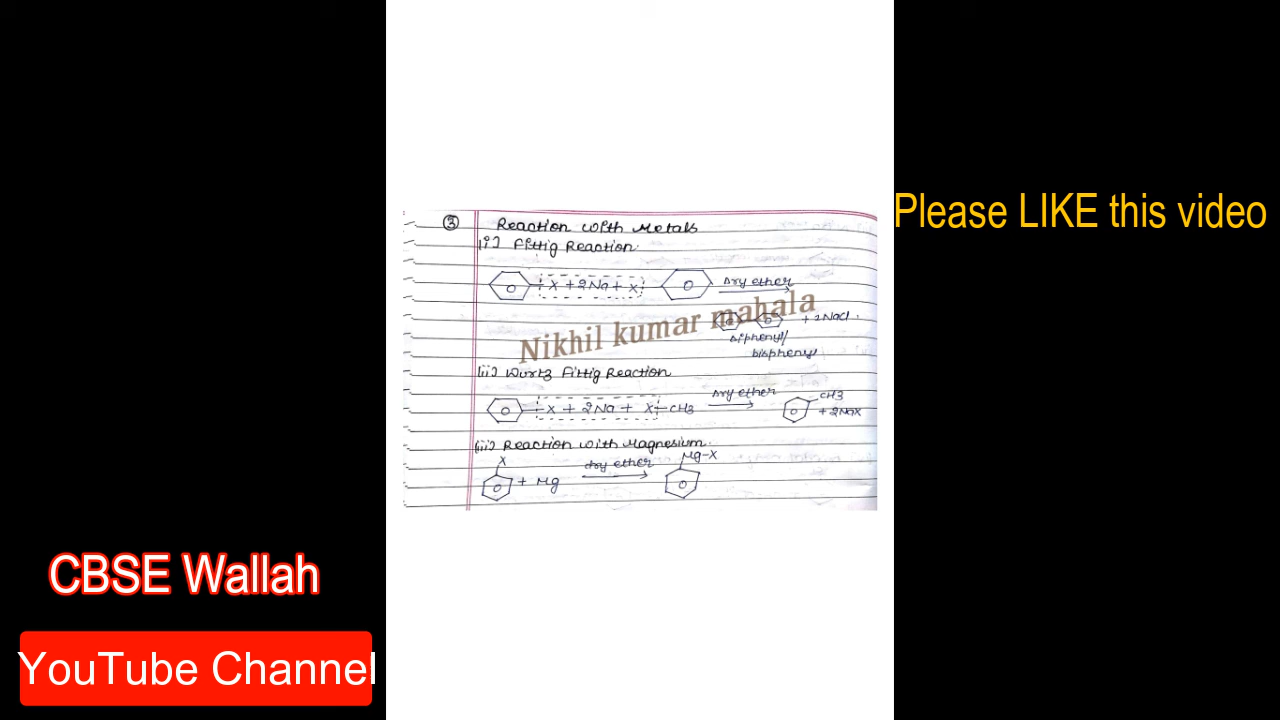 Please LIKE this video
③ Reaction with Metals
(i) Fittig Reaction
X + 2Na + X dry ether
+ 2NaCl.
diphenyl/
bisphenyl
Nikhil kumar mahala
(ii) Wurtz Fittig Reaction
X + 2Na + X-CH3 dry ether CH3
+ 2NaX
(iii) Reaction with Magnesium.
X + Mg dry ether Mg-X
CBSE Wallah
YouTube Channel